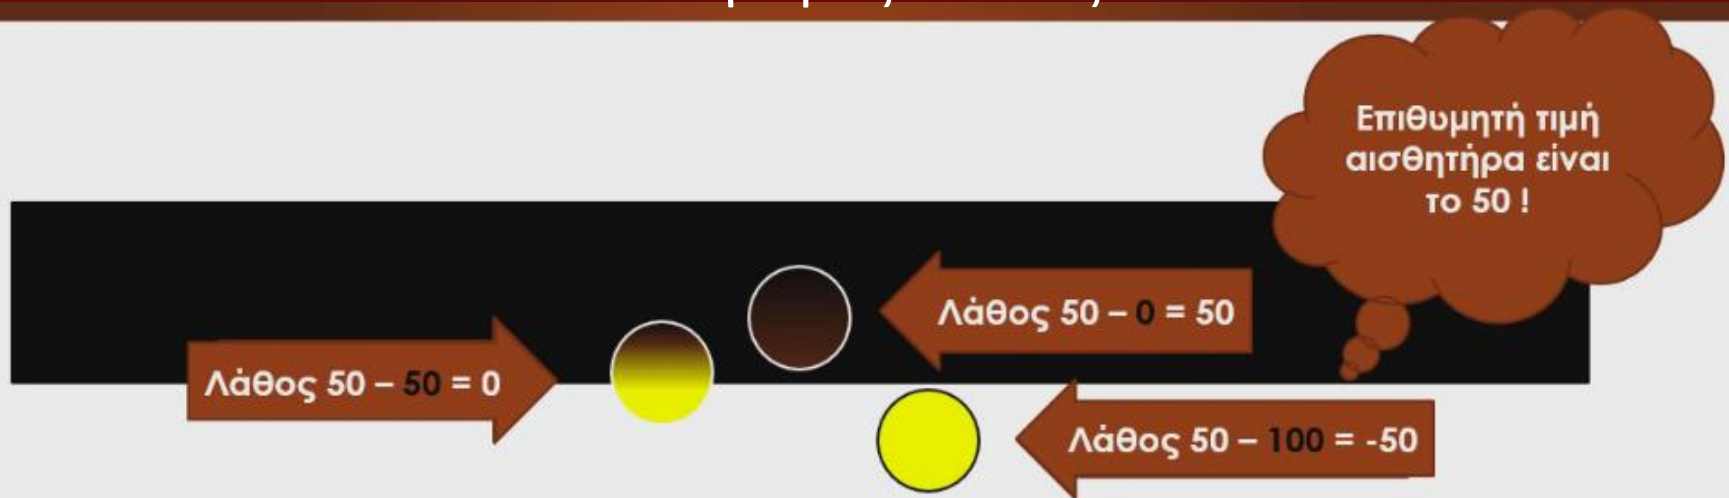 Επιθυμητή τιμή
αισθητήρα είναι
το 50 !
Λάθος 50 – 0 = 50
Λάθος 50 – 50 = 0
Λάθος 50 – 100 = -50